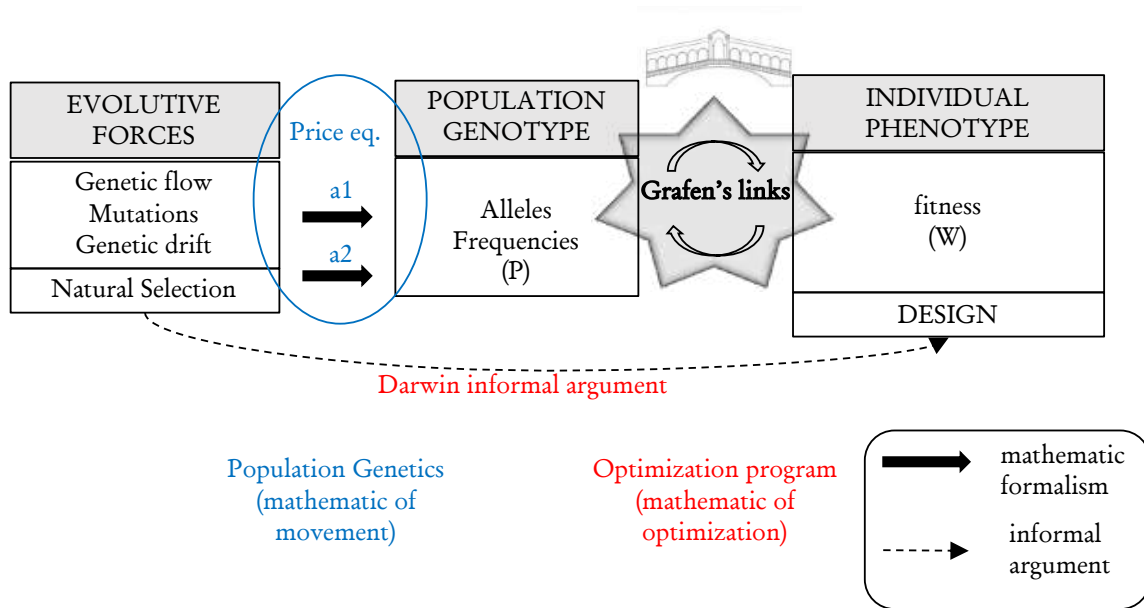 EVOLUTIVE
FORCES
Genetic flow
Mutations
Genetic drift
Natural Selection
Price eq.
a1
a2
POPULATION
GENOTYPE
Alleles
Frequencies
(P)
Grafen's links
INDIVIDUAL
PHENOTYPE
fitness
(W)
DESIGN
Darwin informal argument
Population Genetics
(mathematic of
movement)
Optimization program
(mathematic of
optimization)
mathematic
formalism
informal
argument